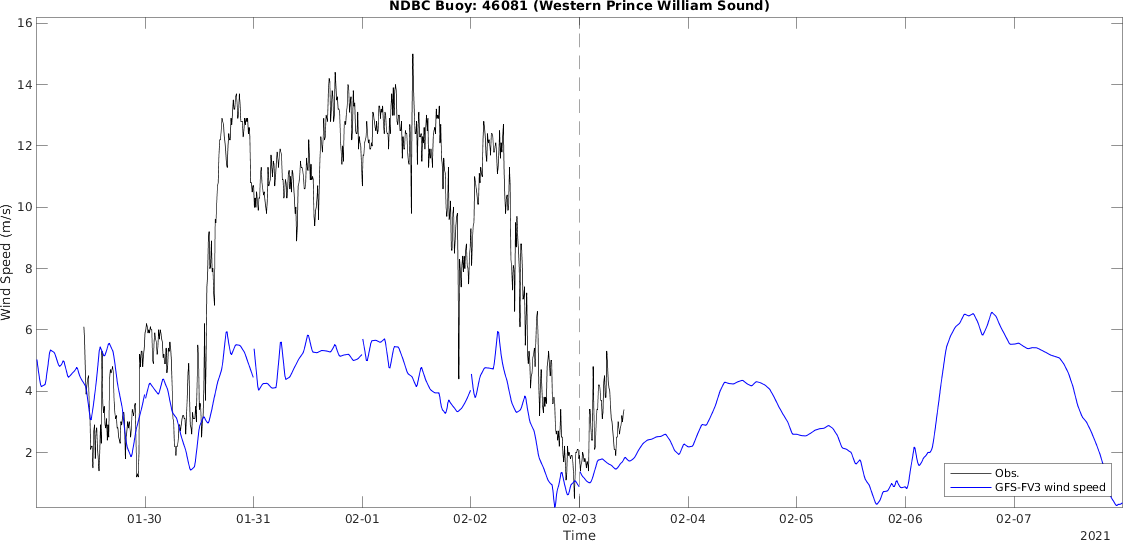 NDBC Buoy: 46081 (Western Prince William Sound)
16
14
12
10
8
6
4
2
Wind Speed (m/s)
01-30 01-31 02-01 02-02 02-03 02-04 02-05 02-06 02-07
Time
2021
Obs.
GFS-FV3 wind speed